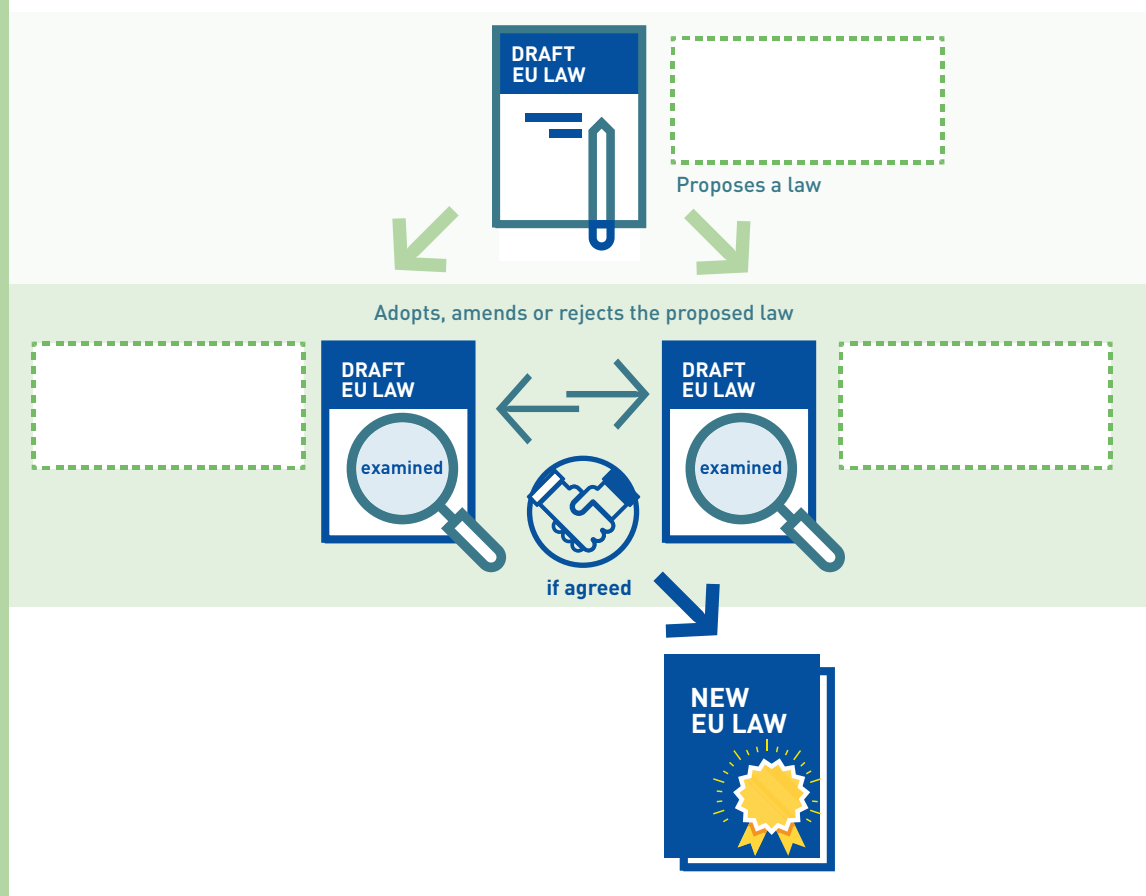 DRAFT
EU LAW
Proposes a law
Adopts, amends or rejects the proposed law
DRAFT
EU LAW
examined
DRAFT
EU LAW
examined
if agreed
NEW
EU LAW